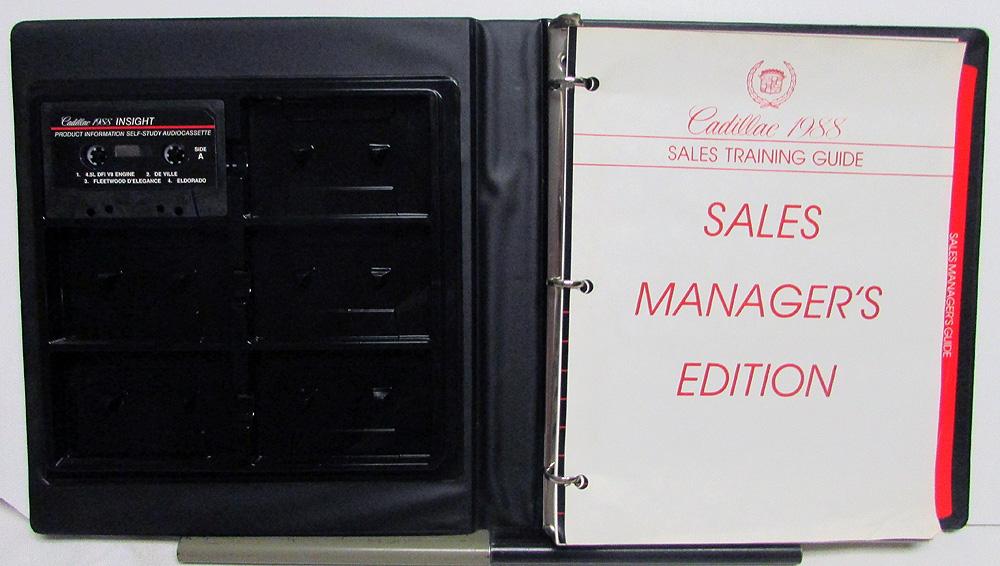 Cadillac 1988 INSIGHT
PRODUCT INFORMATION SELF-STUDY AUDIOCASSETTE
SIDE
A
1. 4.5L DFI V8 ENGINE 2. DE VILLE
3. FLEETWOOD D'ELEGANCE 4. ELDORADO
Cadillac 1988
SALES TRAINING GUIDE
SALES
MANAGER'S
EDITION
SALES MANAGER'S GUIDE